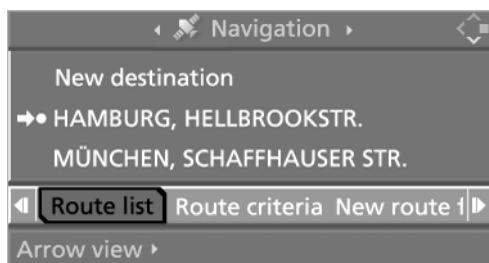 Navigation
New destination
HAMBURG, HELLBROOKSTR.
MÜNCHEN, SCHAFFHAUSER STR.
Route list Route criteria New route
Arrow view